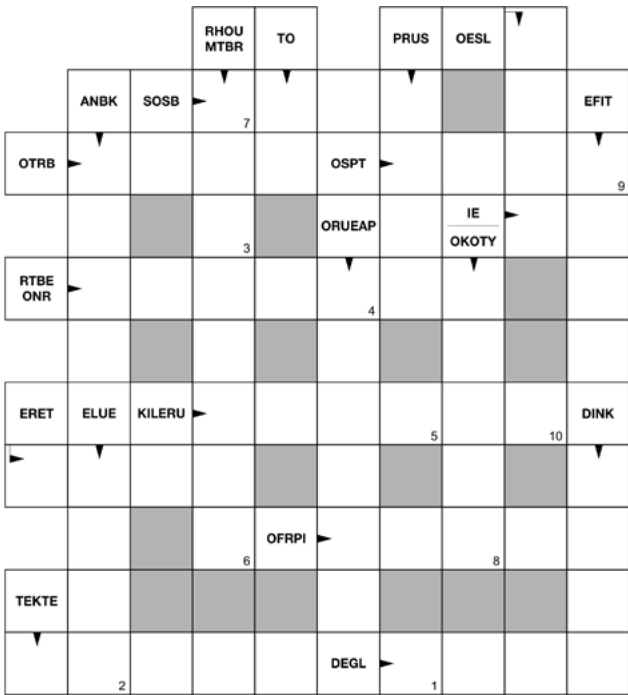 RHOU
MTBR
TO
PRUS
OESL
ANBK
SOSB
7
EFIT
OTRB
OSPT
9
3
ORUEAP
IE
OKOTY
RTBE
ONR
4
ERET
ELUE
KILERU
5
10
DINK
6
OFRPI
8
TEKTE
2
DEGL
1